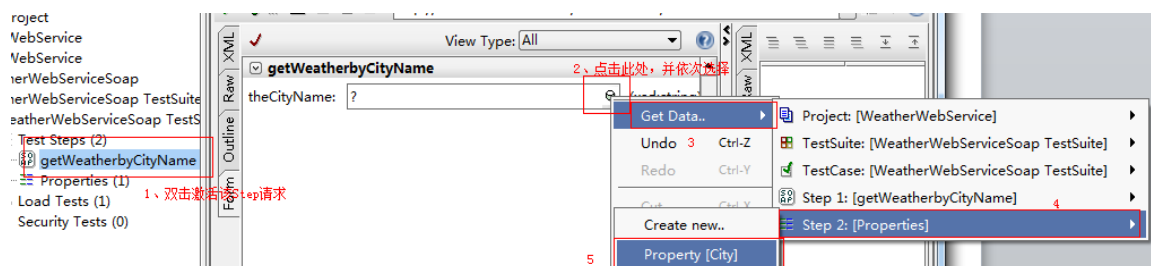 roject
WebService
WebService
herWebServiceSoap
herWebServiceSoap TestSuite
eatherWebServiceSoap TestS
Test Steps (2)
getWeatherbyCityName
Properties (1)
Load Tests (1)
Security Tests (0)
1、双击激活该Step请求
XML
Raw
Outline
Form
View Type: All
getWeatherbyCityName
2、点击此处，并依次选择
theCityName: ?
XML
Raw
Get Data..
Undo 3 Ctrl-Z
Redo Ctrl-Y
Cut Ctrl-X
Project: [WeatherWebService]
TestSuite: [WeatherWebServiceSoap TestSuite]
TestCase: [WeatherWebServiceSoap TestSuite]
Step 1: [getWeatherbyCityName]
4
Step 2: [Properties]
Create new..
5
Property [City]